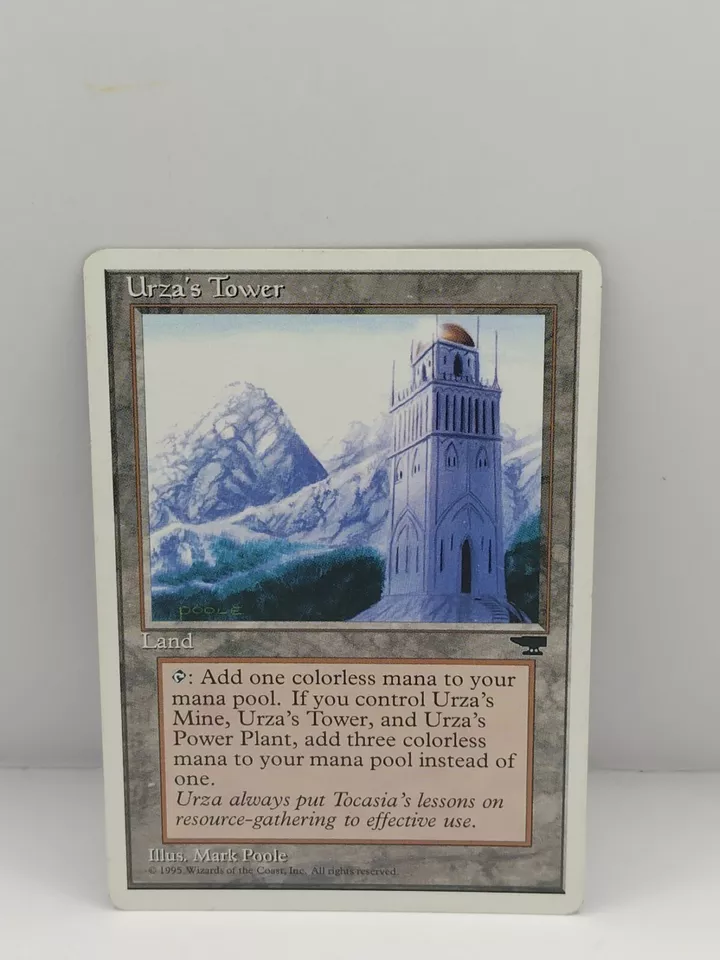 Urza's Tower
POOLE
Land
: Add one colorless mana to your
mana pool. If you control Urza's
Mine, Urza's Tower, and Urza's
Power Plant, add three colorless
mana to your mana pool instead of
one.
Urza always put Tocasia's lessons on
resource-gathering to effective use.
Illus. Mark Poole
© 1995 Wizards of the Coast, Inc. All rights reserved.